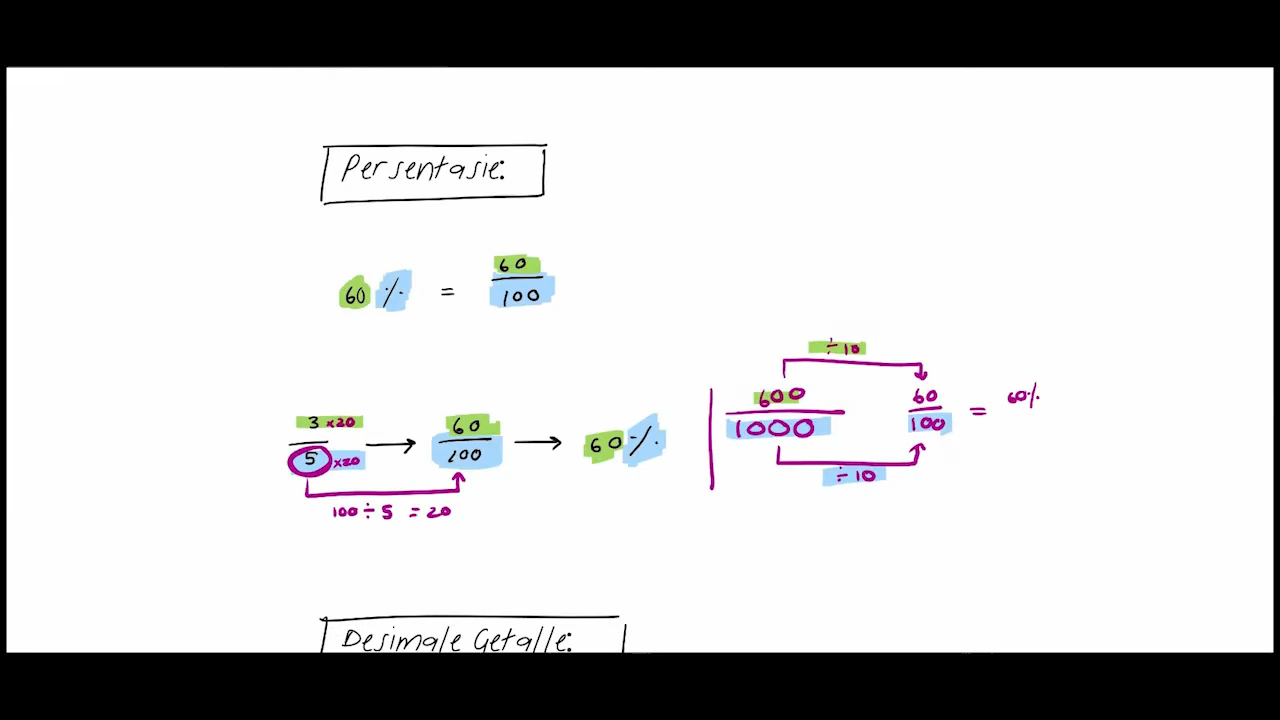 Persentasie:
60 % = 60/100
3 ×20 / 5 ×20 → 60/100 → 60 %
100 ÷ 5 = 20
÷ 10
600/1000 60/100 = 60%
÷ 10
Desimale Getalle: